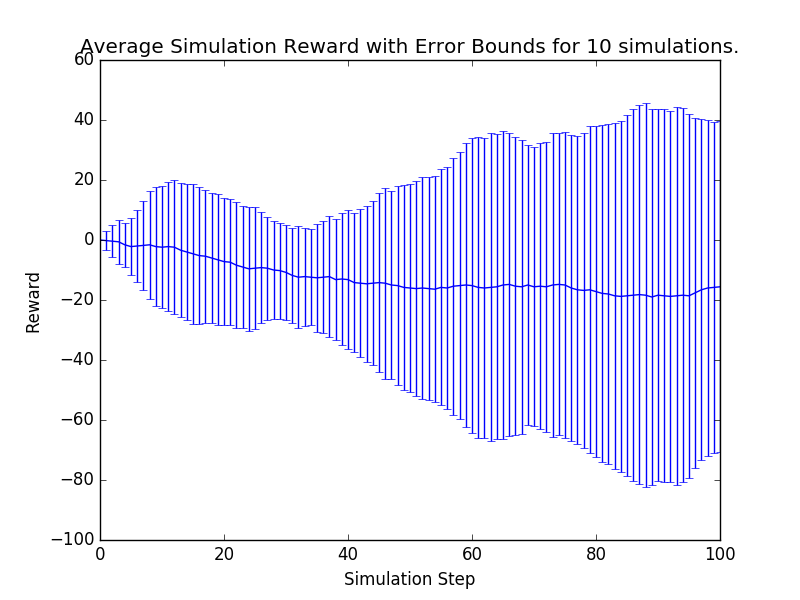 Average Simulation Reward with Error Bounds for 10 simulations.
60
40
20
0
−20
−40
−60
−80
−100
Reward
0 20 40 60 80 100
Simulation Step